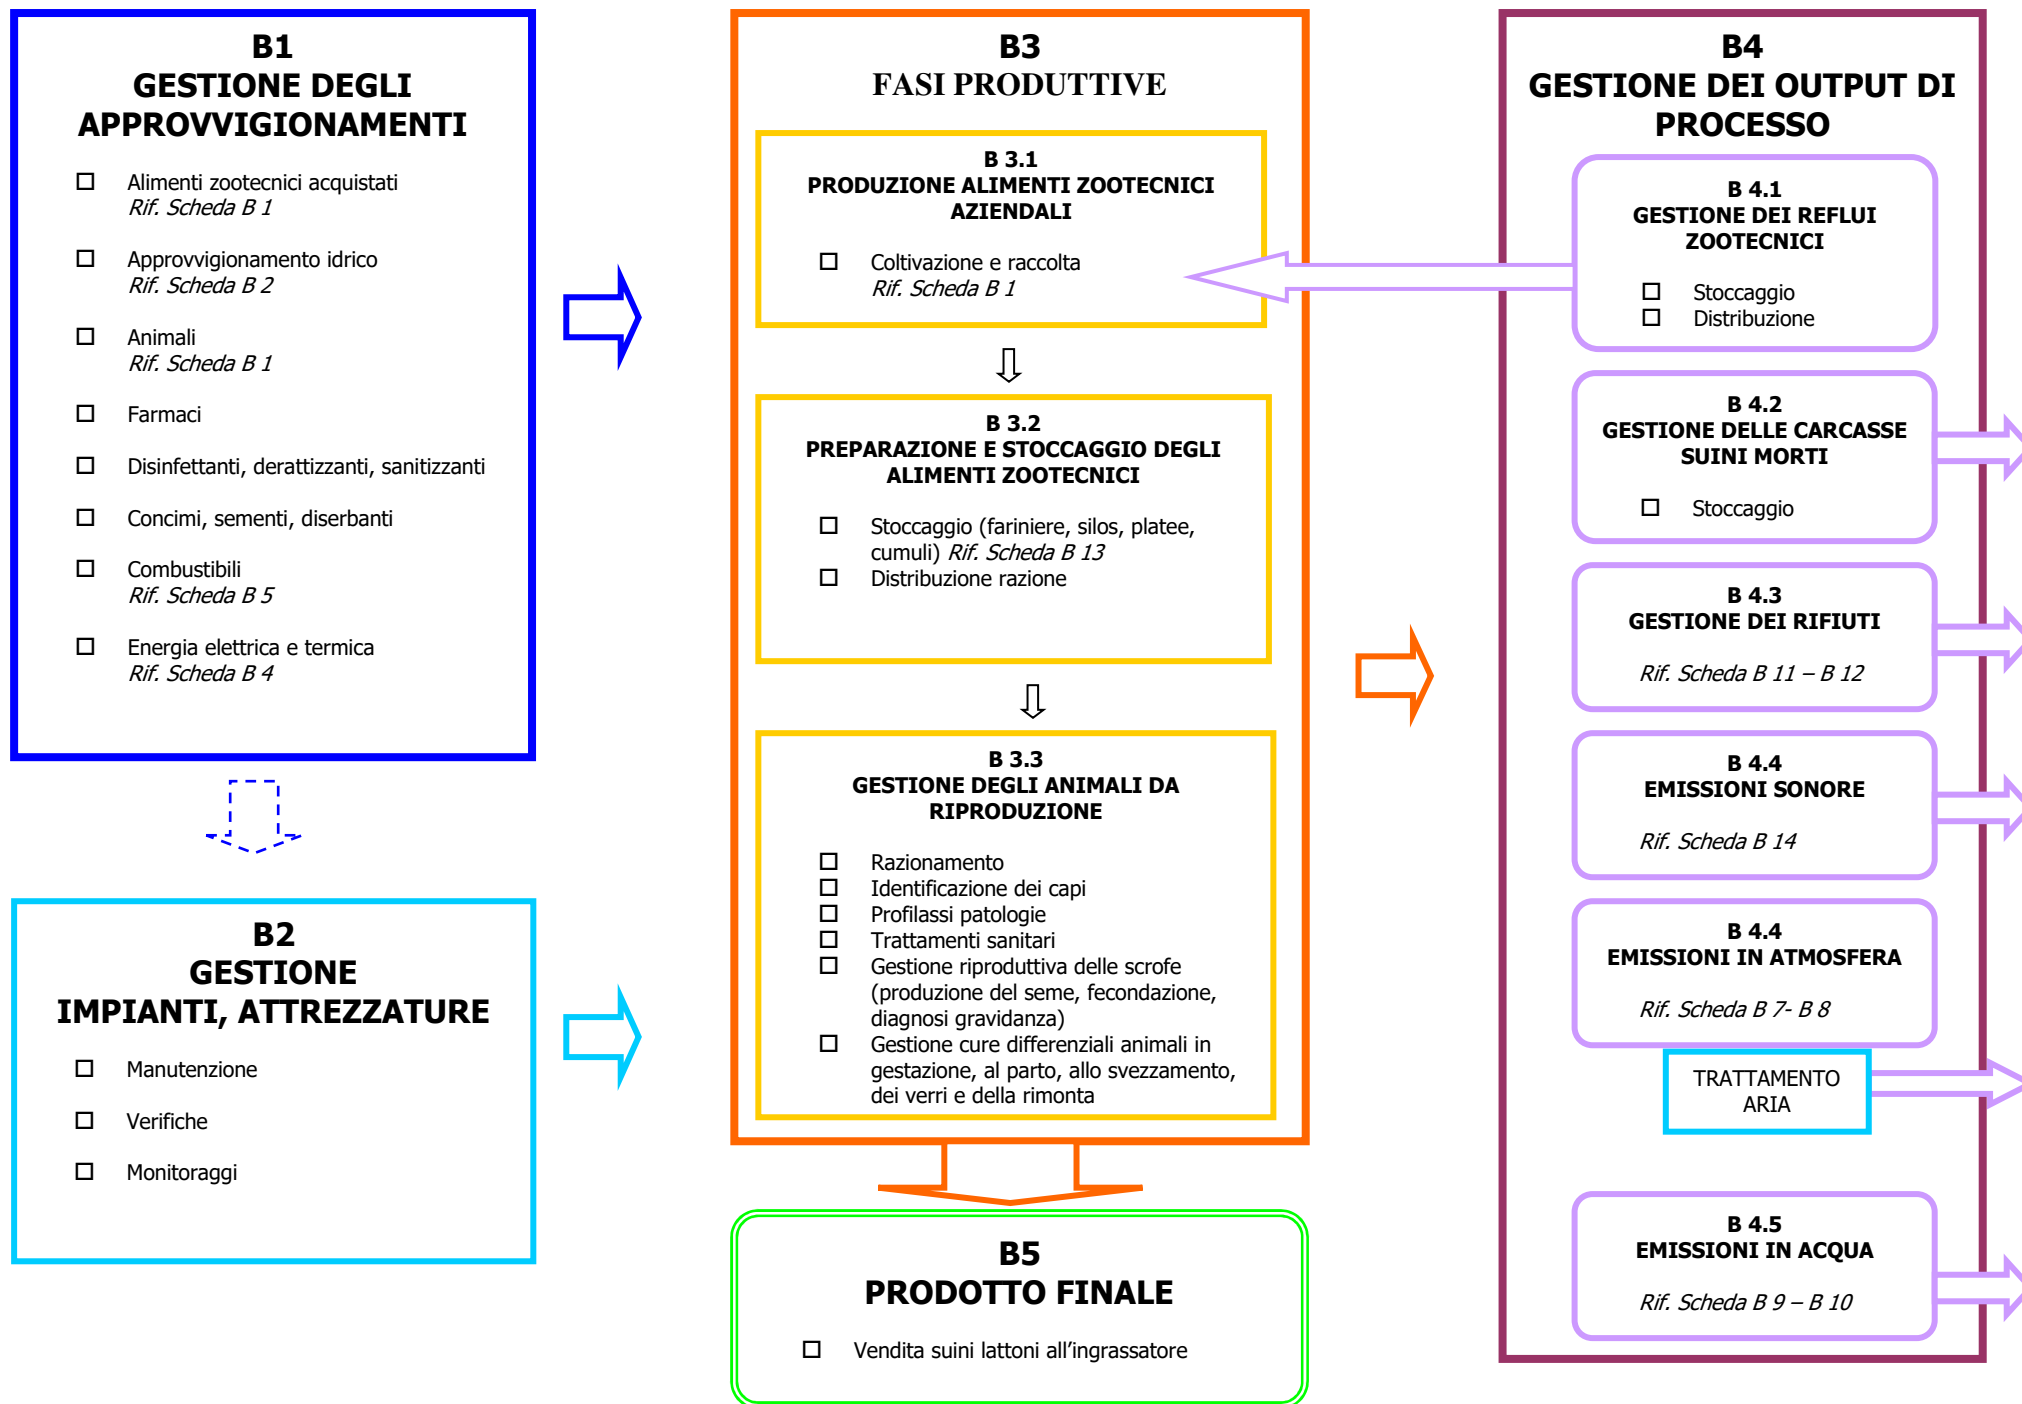 B1
GESTIONE DEGLI
APPROVVIGIONAMENTI
Alimenti zootecnici acquistati
Rif. Scheda B 1
Approvvigionamento idrico
Rif. Scheda B 2
Animali
Rif. Scheda B 1
Farmaci
Disinfettanti, derattizzanti, sanitizzanti
Concimi, sementi, diserbanti
Combustibili
Rif. Scheda B 5
Energia elettrica e termica
Rif. Scheda B 4
B2
GESTIONE
IMPIANTI, ATTREZZATURE
Manutenzione
Verifiche
Monitoraggi
B3
FASI PRODUTTIVE
B 3.1
PRODUZIONE ALIMENTI ZOOTECNICI
AZIENDALI
Coltivazione e raccolta
Rif. Scheda B 1
B 3.2
PREPARAZIONE E STOCCAGGIO DEGLI
ALIMENTI ZOOTECNICI
Stoccaggio (fariniere, silos, platee,
cumuli) Rif. Scheda B 13
Distribuzione razione
B 3.3
GESTIONE DEGLI ANIMALI DA
RIPRODUZIONE
Razionamento
Identificazione dei capi
Profilassi patologie
Trattamenti sanitari
Gestione riproduttiva delle scrofe
(produzione del seme, fecondazione,
diagnosi gravidanza)
Gestione cure differenziali animali in
gestazione, al parto, allo svezzamento,
dei verri e della rimonta
B5
PRODOTTO FINALE
Vendita suini lattoni all’ingrassatore
B4
GESTIONE DEI OUTPUT DI
PROCESSO
B 4.1
GESTIONE DEI REFLUI
ZOOTECNICI
Stoccaggio
Distribuzione
B 4.2
GESTIONE DELLE CARCASSE
SUINI MORTI
Stoccaggio
B 4.3
GESTIONE DEI RIFIUTI
Rif. Scheda B 11 – B 12
B 4.4
EMISSIONI SONORE
Rif. Scheda B 14
B 4.4
EMISSIONI IN ATMOSFERA
Rif. Scheda B 7- B 8
TRATTAMENTO
ARIA
B 4.5
EMISSIONI IN ACQUA
Rif. Scheda B 9 – B 10